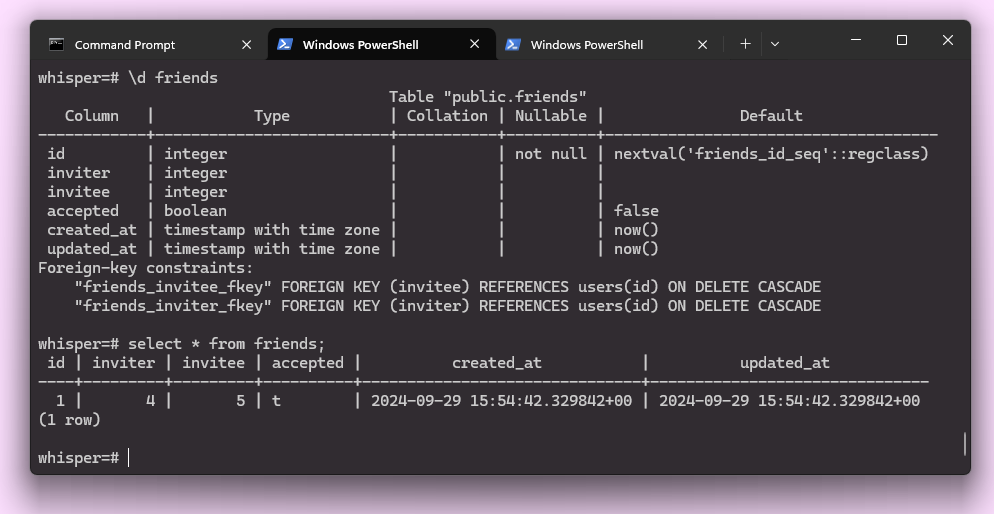 Command Prompt
Windows PowerShell
Windows PowerShell
whisper=# \d friends
                                       Table "public.friends"
   Column   |           Type           | Collation | Nullable |               Default
------------+--------------------------+-----------+----------+-------------------------------------
 id         | integer                  |           | not null | nextval('friends_id_seq'::regclass)
 inviter    | integer                  |           |          |
 invitee    | integer                  |           |          |
 accepted   | boolean                  |           |          | false
 created_at | timestamp with time zone |           |          | now()
 updated_at | timestamp with time zone |           |          | now()
Foreign-key constraints:
    "friends_invitee_fkey" FOREIGN KEY (invitee) REFERENCES users(id) ON DELETE CASCADE
    "friends_inviter_fkey" FOREIGN KEY (inviter) REFERENCES users(id) ON DELETE CASCADE
whisper=# select * from friends;
 id | inviter | invitee | accepted |          created_at           |          updated_at
----+---------+---------+----------+-------------------------------+-------------------------------
  1 |       4 |       5 | t        | 2024-09-29 15:54:42.329842+00 | 2024-09-29 15:54:42.329842+00
(1 row)
whisper=#